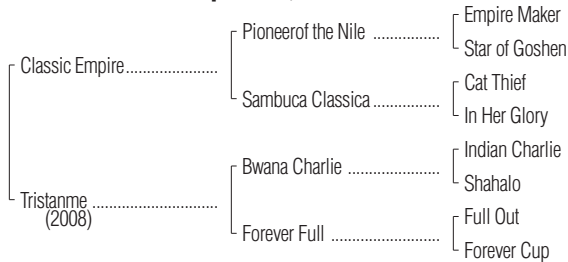 Empire Maker
Pioneerof the Nile ................
Star of Goshen
Classic Empire......................
Cat Thief
Sambuca Classica................
In Her Glory
Indian Charlie
Bwana Charlie ......................
Shahalo
Tristanme ..............................
(2008)
Full Out
Forever Full ..........................
Forever Cup